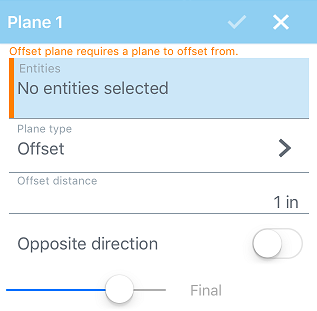 Plane 1
Offset plane requires a plane to offset from.
Entities
No entities selected
Plane type
Offset
Offset distance
1 in
Opposite direction
Final